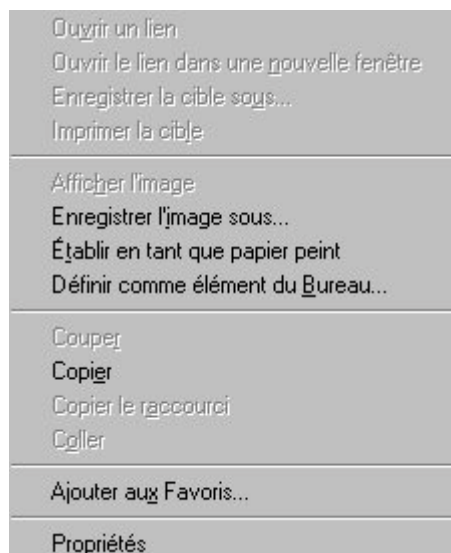 Ouvrir un lien
Ouvrir le lien dans une nouvelle fenêtre
Enregistrer la cible sous...
Imprimer la cible
Afficher l'image
Enregistrer l'image sous...
Établir en tant que papier peint
Définir comme élément du Bureau...
Couper
Copier
Copier le raccourci
Coller
Ajouter aux Favoris...
Propriétés